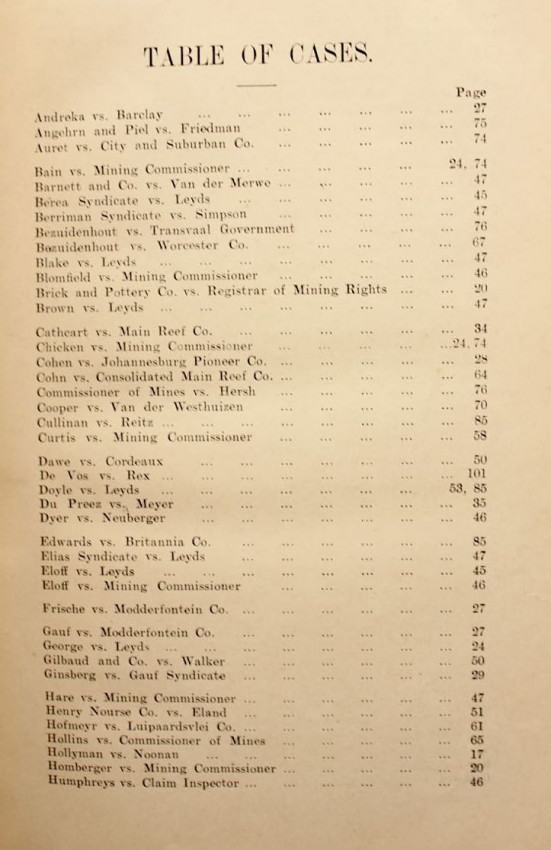 TABLE OF CASES.
Page
Andreka vs. Barclay ... ... ... ... ... ... ... 27
Angehrn and Piel vs. Friedman ... ... ... ... ... 75
Auret vs. City and Suburban Co. ... ... ... ... ... 74
Bain vs. Mining Commissioner ... ... ... ... ... 24, 74
Barnett and Co. vs. Van der Merwe ... ... ... ... ... ... 47
Berea Syndicate vs. Leyds ... ... ... ... ... ... 45
Berriman Syndicate vs. Simpson ... ... ... ... ... 47
Bezuidenhout vs. Transvaal Government ... ... ... ... 76
Bezuidenhout vs. Worcester Co. ... ... ... ... ... 67
Blake vs. Leyds ... ... ... ... ... ... ... ... 47
Blomfield vs. Mining Commissioner ... ... ... ... ... 46
Brick and Pottery Co. vs. Registrar of Mining Rights ... ... 20
Brown vs. Leyds ... ... ... ... ... ... ... ... 47
Cathcart vs. Main Reef Co. ... ... ... ... ... ... 34
Chicken vs. Mining Commissioner ... ... ... ... ...24, 74
Cohen vs. Johannesburg Pioneer Co. ... ... ... ... ... 28
Cohn vs. Consolidated Main Reef Co. ... ... ... ... ... 64
Commissioner of Mines vs. Hersh ... ... ... ... ... 76
Cooper vs. Van der Westhuizen ... ... ... ... ... 70
Cullinan vs. Reitz ... ... ... ... ... ... ... ... 85
Curtis vs. Mining Commissioner ... ... ... ... ... 58
Dawe vs. Cordeaux ... ... ... ... ... ... ... 50
De Vos vs. Rex ... ... ... ... ... ... ... ... 101
Doyle vs. Leyds ... ... ... ... ... ... ... 53, 85
Du Preez vs. Meyer ... ... ... ... ... ... ... 35
Dyer vs. Neuberger ... ... ... ... ... ... ... 46
Edwards vs. Britannia Co. ... ... ... ... ... ... 85
Elias Syndicate vs. Leyds ... ... ... ... ... ... 47
Eloff vs. Leyds ... ... ... ... ... ... ... ... 45
Eloff vs. Mining Commissioner ... ... ... ... ... 46
Frische vs. Modderfontein Co. ... ... ... ... ... ... 27
Gauf vs. Modderfontein Co. ... ... ... ... ... ... 27
George vs. Leyds ... ... ... ... ... ... ... ... 24
Gilbaud and Co. vs. Walker ... ... ... ... ... ... 50
Ginsberg vs. Gauf Syndicate ... ... ... ... ... ... 29
Hare vs. Mining Commissioner ... ... ... ... ... ... 47
Henry Nourse Co. vs. Eland ... ... ... ... ... ... 51
Hofmeyr vs. Luipaardsvlei Co. ... ... ... ... ... ... 61
Hollins vs. Commissioner of Mines ... ... ... ... ... 65
Hollyman vs. Noonan ... ... ... ... ... ... ... 17
Homberger vs. Mining Commissioner ... ... ... ... ... 20
Humphreys vs. Claim Inspector ... ... ... ... ... ... 46